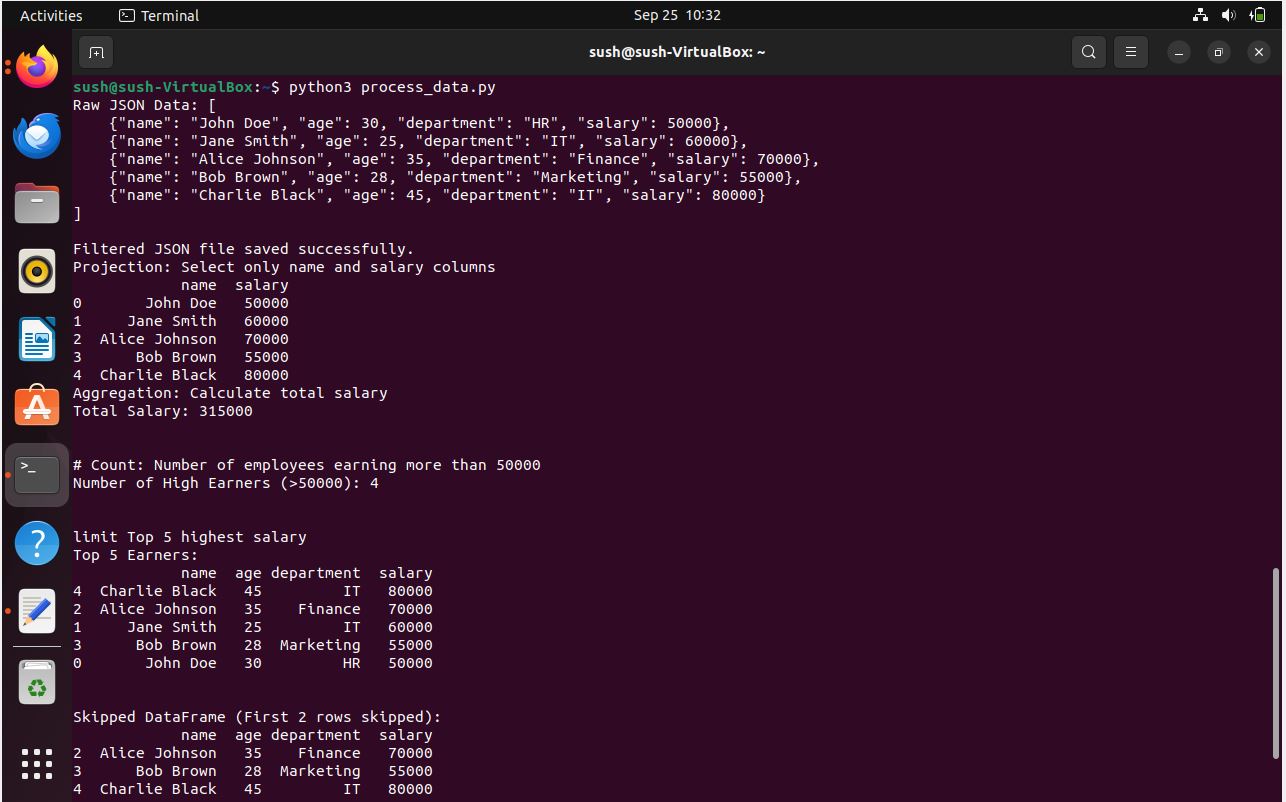 Activities Terminal Sep 25 10:32
sush@sush-VirtualBox: ~
sush@sush-VirtualBox:~$ python3 process_data.py
Raw JSON Data: [
    {"name": "John Doe", "age": 30, "department": "HR", "salary": 50000},
    {"name": "Jane Smith", "age": 25, "department": "IT", "salary": 60000},
    {"name": "Alice Johnson", "age": 35, "department": "Finance", "salary": 70000},
    {"name": "Bob Brown", "age": 28, "department": "Marketing", "salary": 55000},
    {"name": "Charlie Black", "age": 45, "department": "IT", "salary": 80000}
]
Filtered JSON file saved successfully.
Projection: Select only name and salary columns
            name  salary
0       John Doe   50000
1     Jane Smith   60000
2  Alice Johnson   70000
3      Bob Brown   55000
4  Charlie Black   80000
Aggregation: Calculate total salary
Total Salary: 315000
# Count: Number of employees earning more than 50000
Number of High Earners (>50000): 4
limit Top 5 highest salary
Top 5 Earners:
            name  age department  salary
4  Charlie Black   45         IT   80000
2  Alice Johnson   35    Finance   70000
1     Jane Smith   25         IT   60000
3      Bob Brown   28  Marketing   55000
0       John Doe   30         HR   50000
Skipped DataFrame (First 2 rows skipped):
            name  age department  salary
2  Alice Johnson   35    Finance   70000
3      Bob Brown   28  Marketing   55000
4  Charlie Black   45         IT   80000